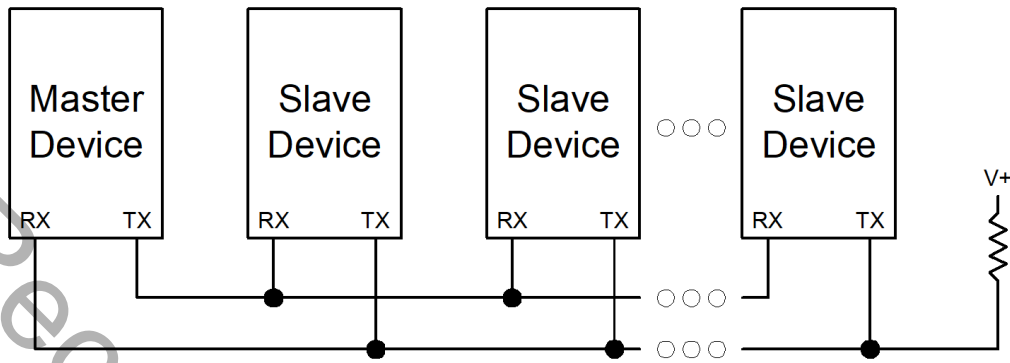 Master
Device
Slave
Device
Slave
Device
Slave
Device
V+
RX TX
RX TX
RX TX
RX TX